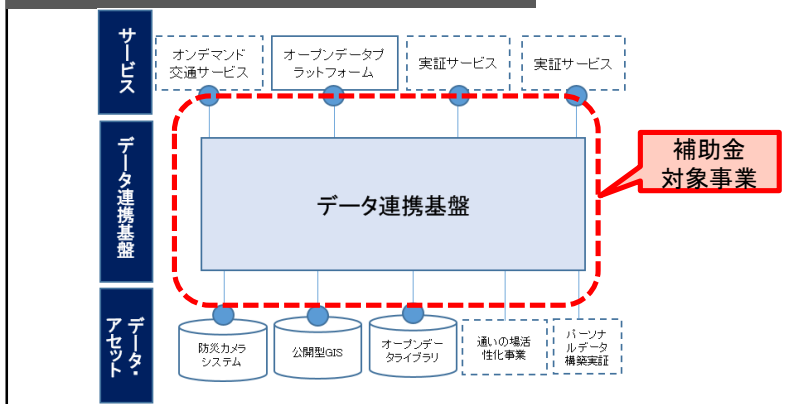 サービス
オンデマンド
交通サービス
オープンデータプ
ラットフォーム
実証サービス
実証サービス
データ連携基盤
データ連携基盤
補助金
対象事業
データ・
アセット
防災カメラ
システム
公開型GIS
オープンデー
タライブラリ
通いの場活
性化事業
パーソナ
ルデータ
構築実証